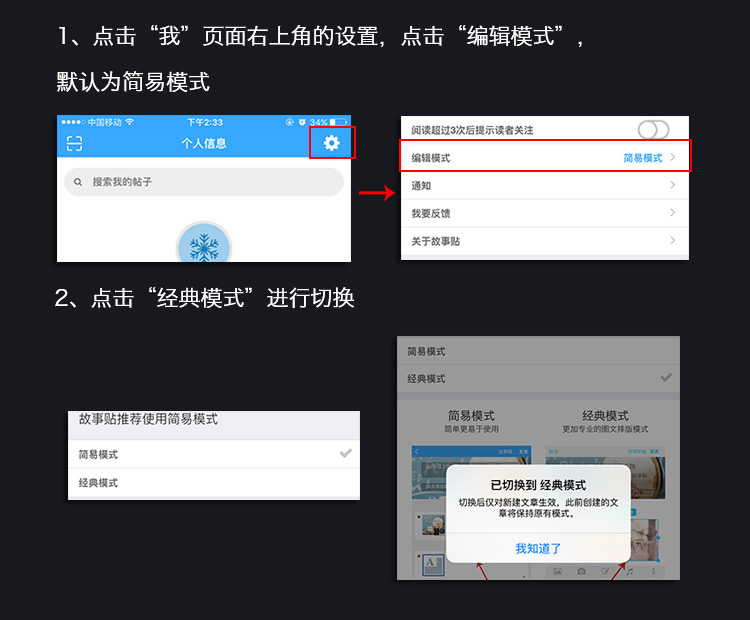 1、点击“我”页面右上角的设置，点击“编辑模式”，
默认为简易模式
中国移动
下午2:33
34%
个人信息
搜索我的帖子
阅读超过3次后提示读者关注
编辑模式
简易模式
通知
我要反馈
关于故事贴
2、点击“经典模式”进行切换
故事贴推荐使用简易模式
简易模式
经典模式
简易模式
经典模式
简易模式
经典模式
简单更易于使用
更加专业的图文排版模式
已切换到 经典模式
切换后仅对新建文章生效，此前创建的文
章将保持原有模式。
我知道了